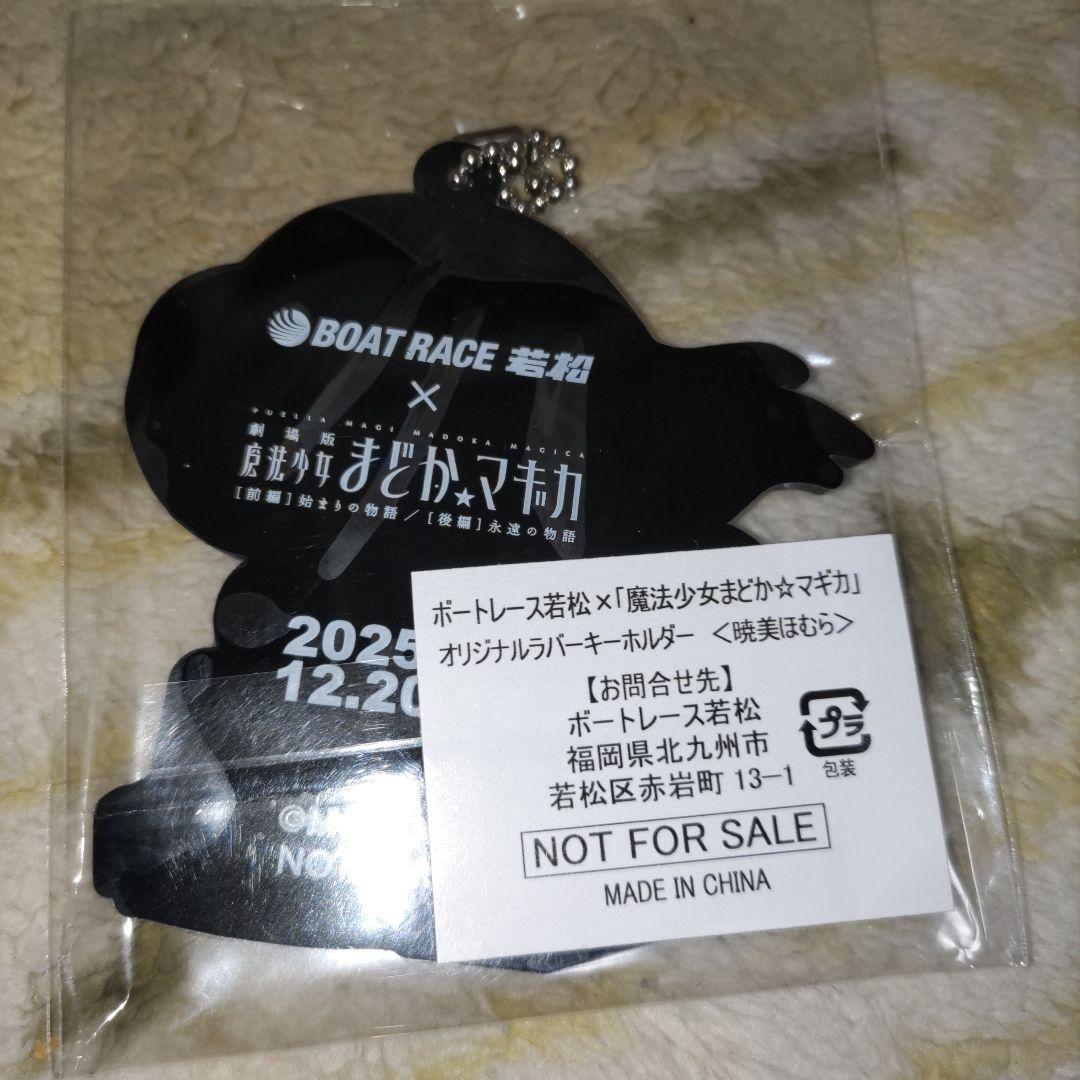 BOAT RACE 若松
×
PUELLA MAGI MADOKA MAGICA
劇場版
魔法少女まどか☆マギカ
[前編]始まりの物語／[後編]永遠の物語
2025
12.20
©M
NO
ボートレース若松×「魔法少女まどか☆マギカ」
オリジナルラバーキーホルダー <暁美ほむら>
【お問合せ先】
ボートレース若松
福岡県北九州市
若松区赤岩町 13-1
プラ
包装
NOT FOR SALE
MADE IN CHINA